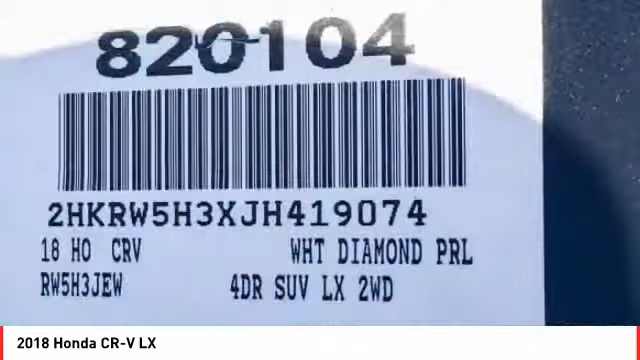 820104
2HKRW5H3XJH419074
18 HO CRV WHT DIAMOND PRL
RW5H3JEW 4DR SUV LX 2WD
2018 Honda CR-V LX